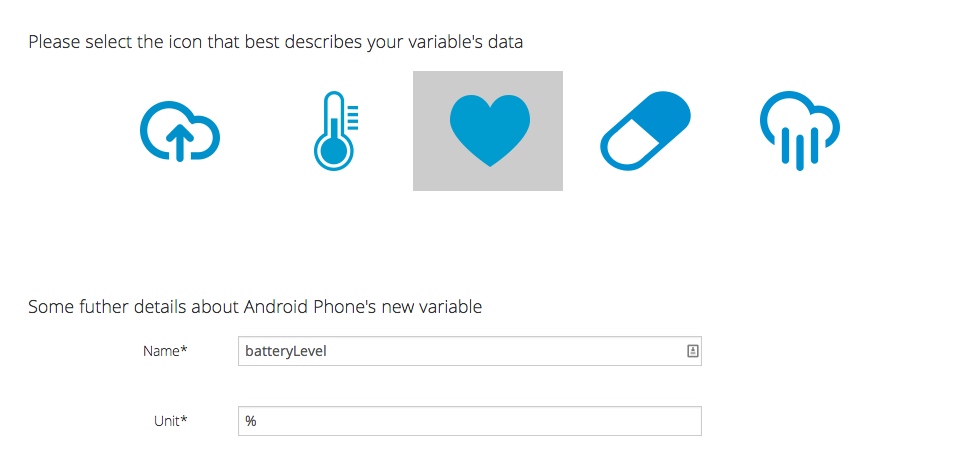 Please select the icon that best describes your variable's data
Some futher details about Android Phone's new variable
Name*
batteryLevel
Unit*
%